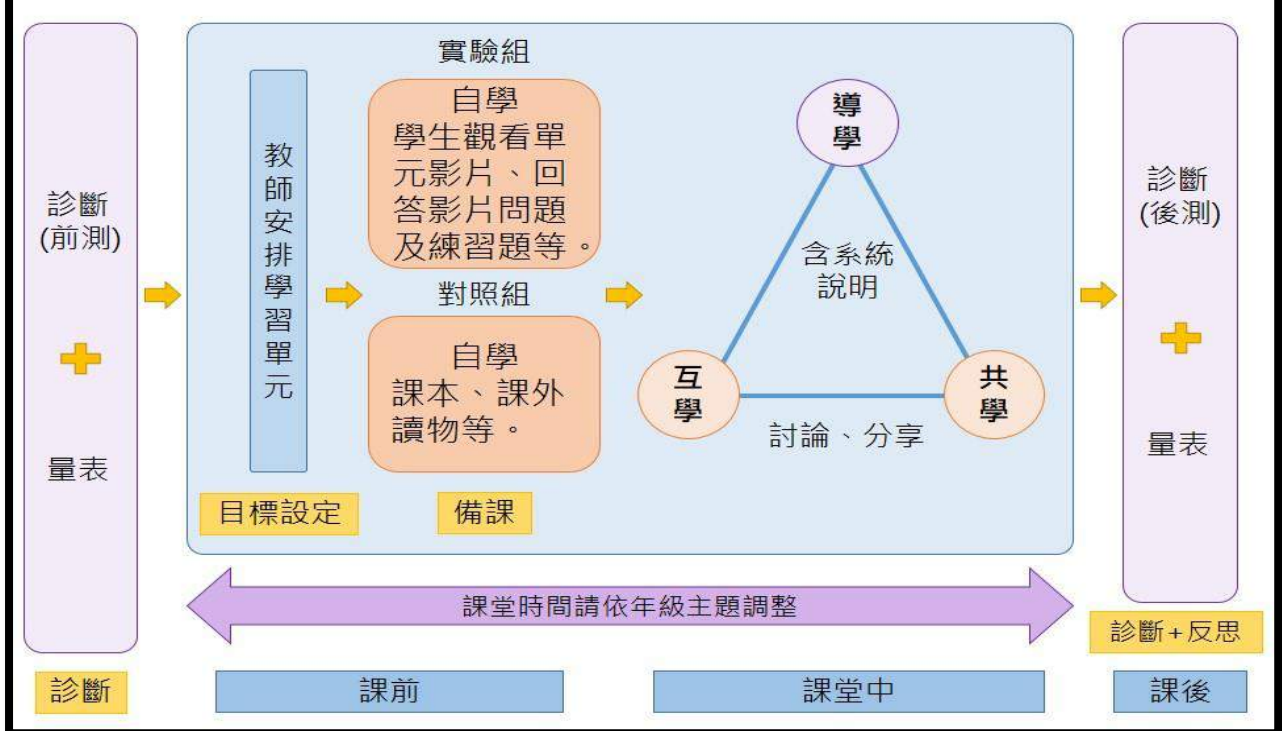 診斷
(前測)
量表
診斷
教
師
安
排
學
習
單
元
目標設定
實驗組
自學
學生觀看單
元影片、回
答影片問題
及練習題等。
對照組
自學
課本、課外
讀物等。
備課
導
學
含系統
說明
互
學
共
學
討論、分享
課堂時間請依年級主題調整
課前
課堂中
診斷
(後測)
量表
診斷+反思
課後